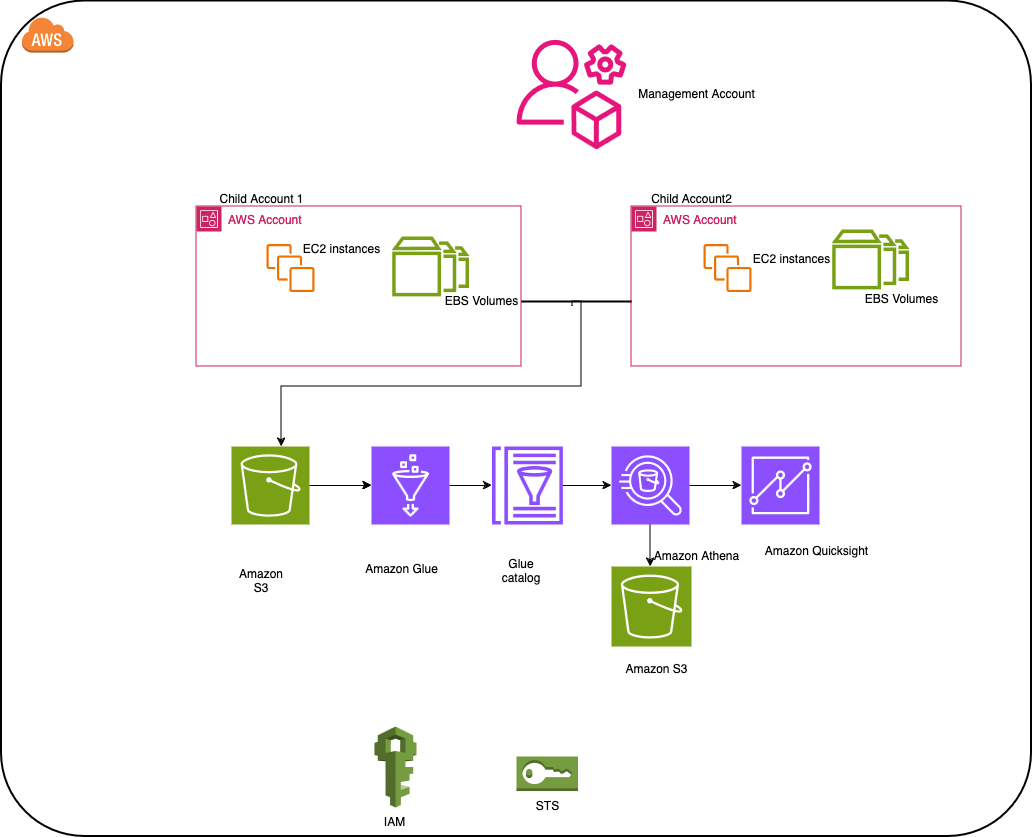 AWS
Management Account
Child Account 1
Child Account2
AWS Account
AWS Account
EC2 instances
EBS Volumes
EC2 instances
EBS Volumes
Amazon
S3
Amazon Glue
Glue
catalog
Amazon Athena
Amazon Quicksight
Amazon S3
IAM
STS